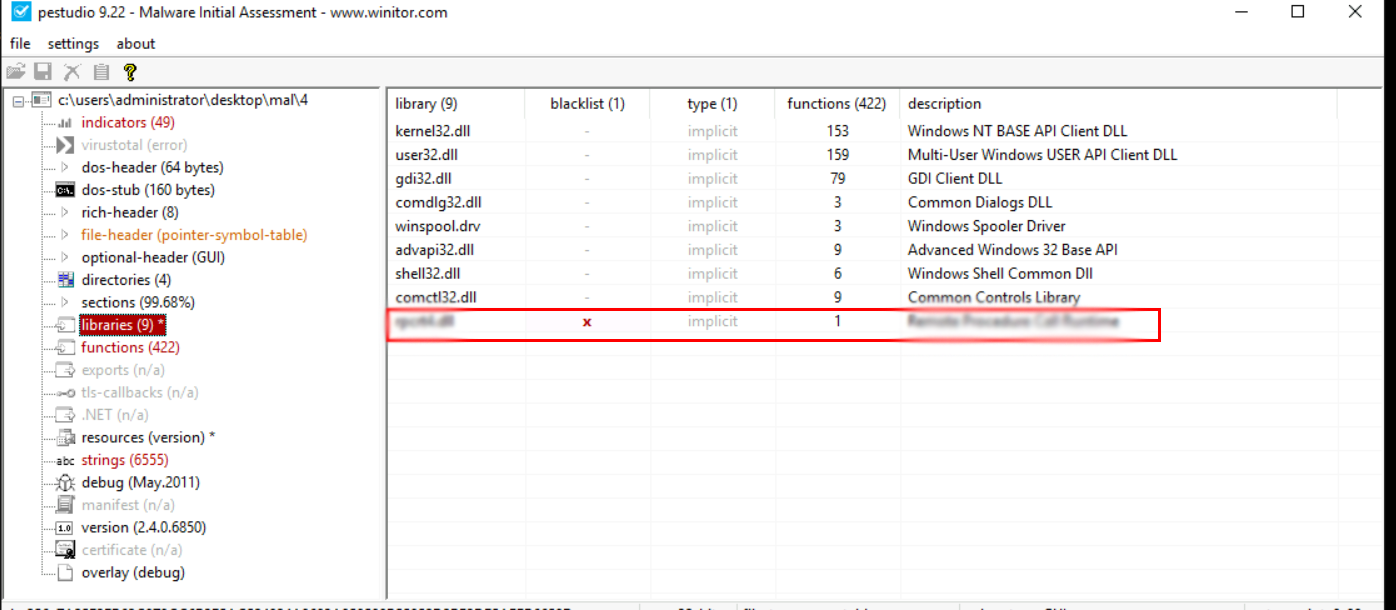 pestudio 9.22 - Malware Initial Assessment - www.winitor.com
file settings about
c:\users\administrator\desktop\mal\4
indicators (49)
virustotal (error)
dos-header (64 bytes)
dos-stub (160 bytes)
rich-header (8)
file-header (pointer-symbol-table)
optional-header (GUI)
directories (4)
sections (99.68%)
libraries (9) *
functions (422)
exports (n/a)
tls-callbacks (n/a)
.NET (n/a)
resources (version) *
abc strings (6555)
debug (May.2011)
manifest (n/a)
1.0 version (2.4.0.6850)
certificate (n/a)
overlay (debug)
library (9) blacklist (1) type (1) functions (422) description
kernel32.dll - implicit 153 Windows NT BASE API Client DLL
user32.dll - implicit 159 Multi-User Windows USER API Client DLL
gdi32.dll - implicit 79 GDI Client DLL
comdlg32.dll - implicit 3 Common Dialogs DLL
winspool.drv - implicit 3 Windows Spooler Driver
advapi32.dll - implicit 9 Advanced Windows 32 Base API
shell32.dll - implicit 6 Windows Shell Common Dll
comctl32.dll - implicit 9 Common Controls Library
x implicit 1